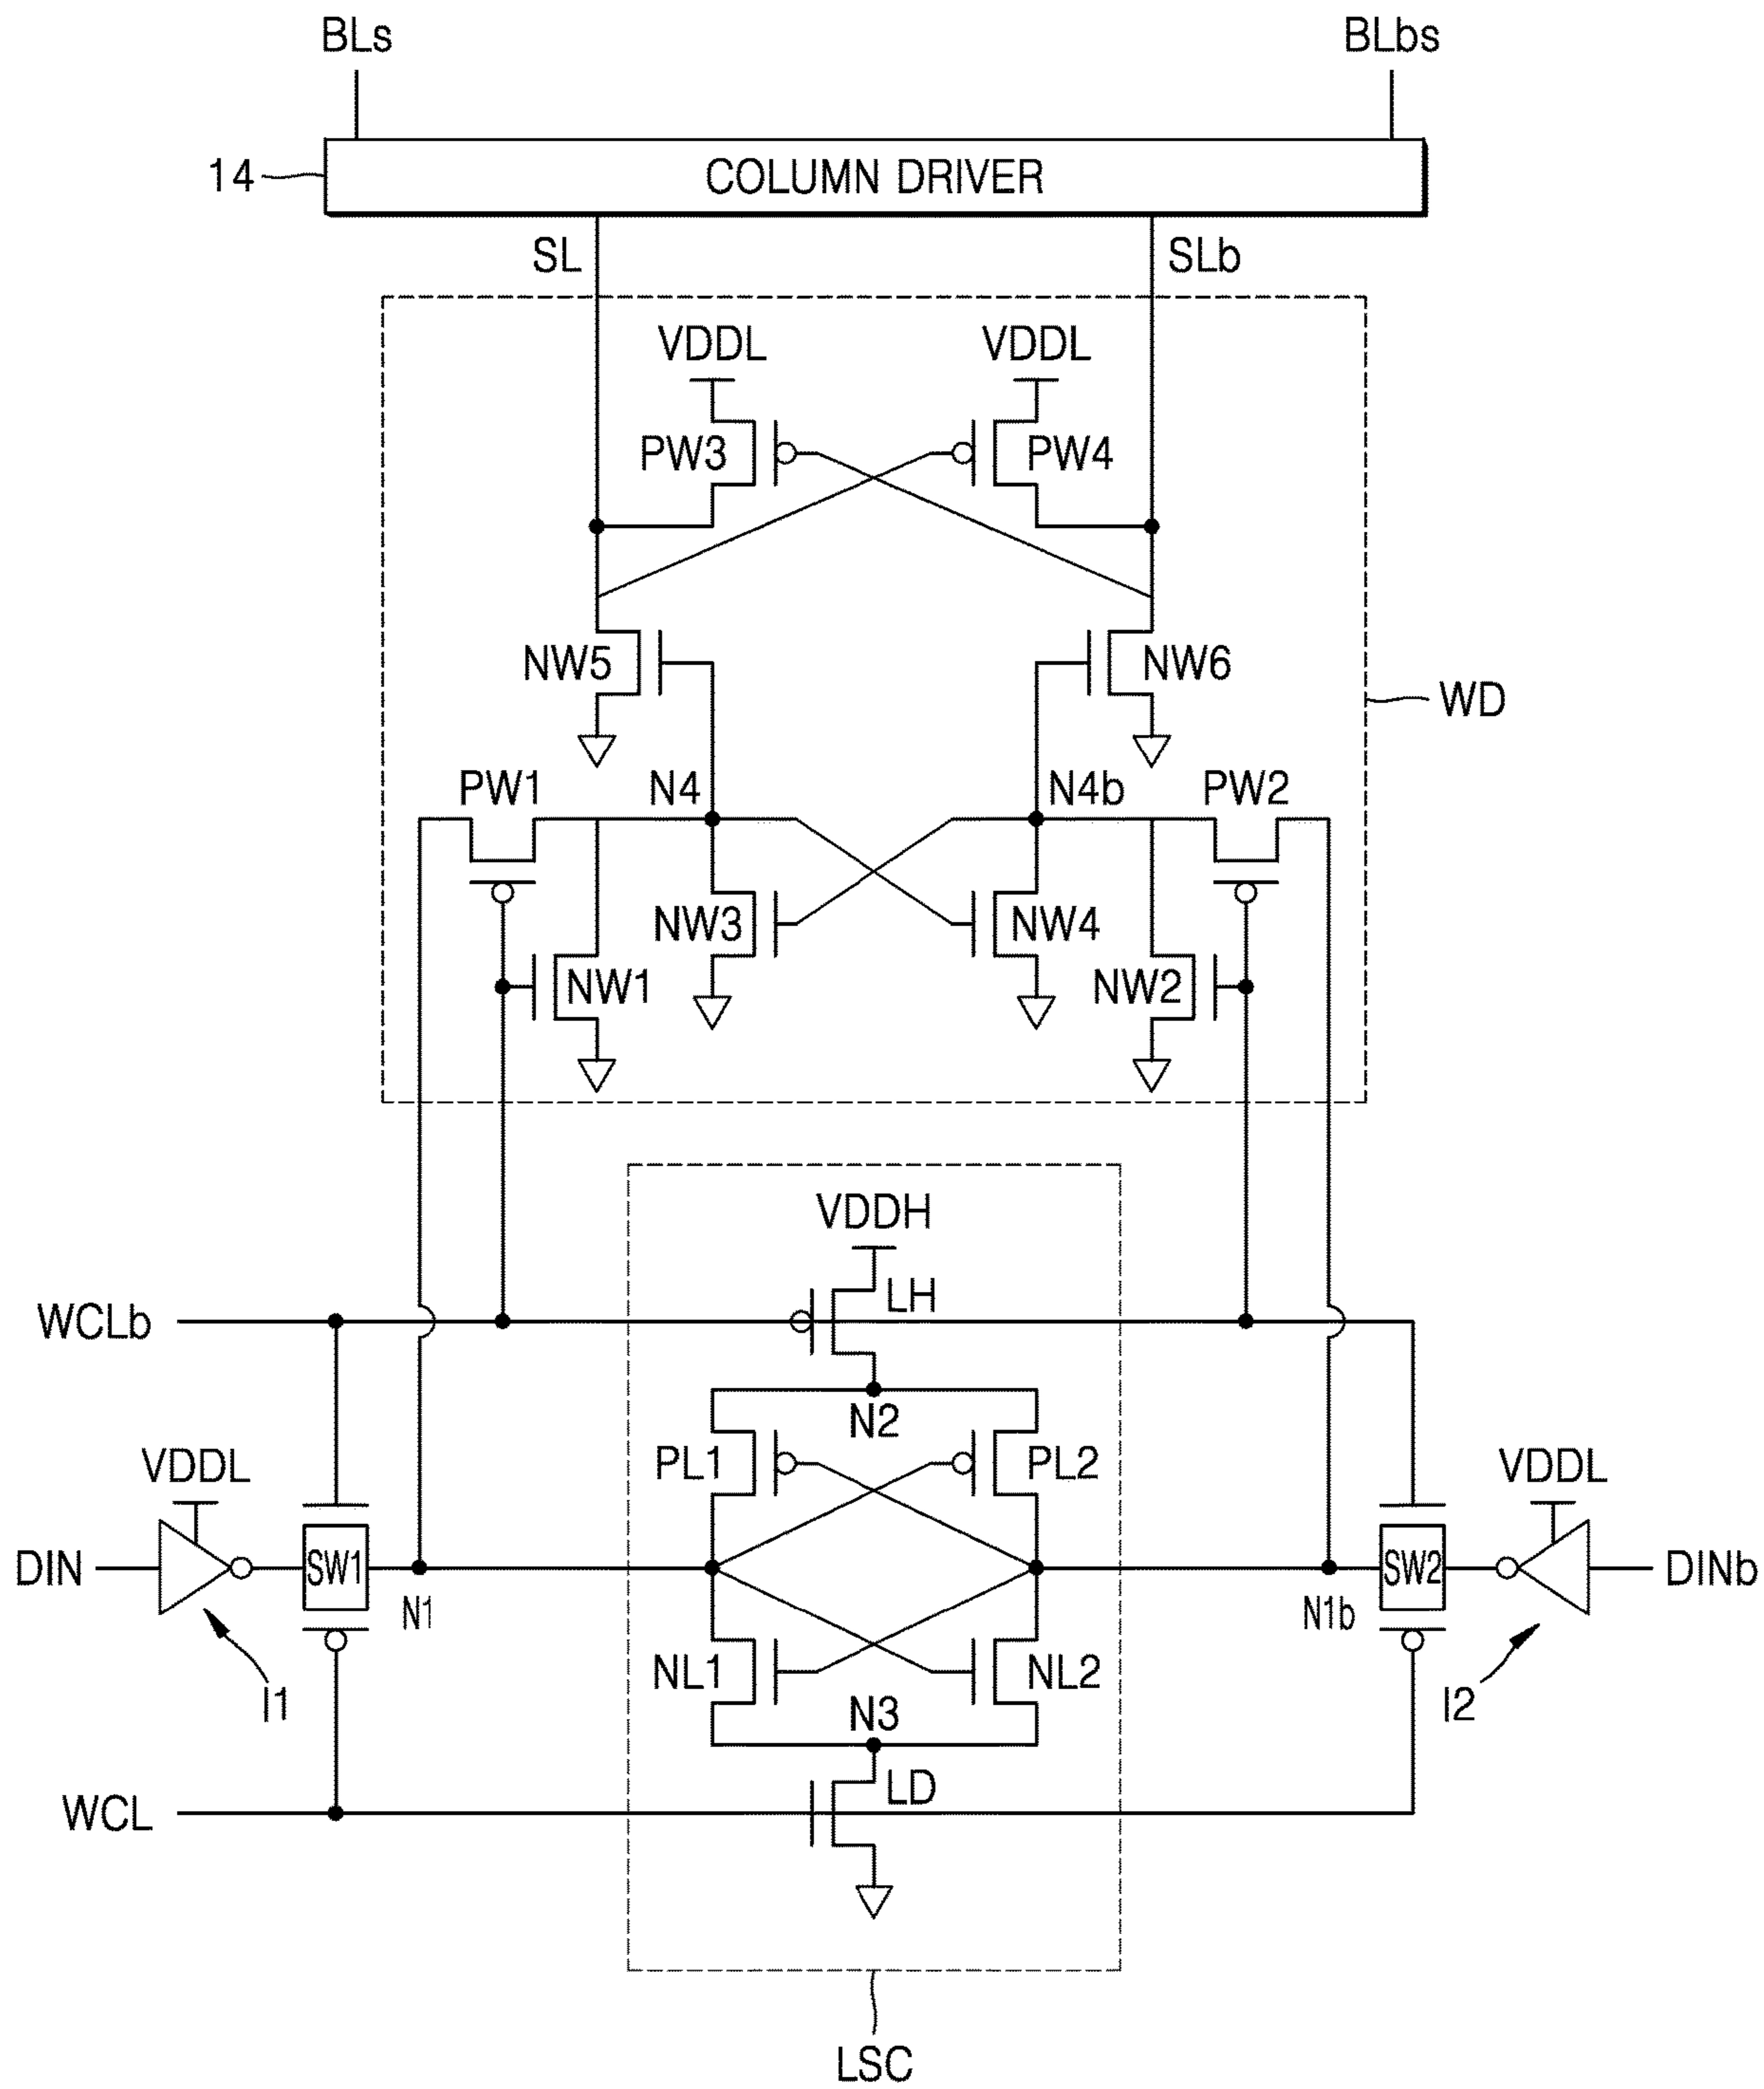 BLs BLbs
14 COLUMN DRIVER
SL SLb
VDDL VDDL
PW3 PW4
NW5 NW6
WD
PW1 N4 N4b PW2
NW3 NW4
NW1 NW2
VDDH
LH
WCLb
N2
VDDL PL1 PL2 VDDL
DIN SW1 SW2 DINb
N1 N1b
NL1 NL2
I1 N3 I2
LD
WCL
LSC